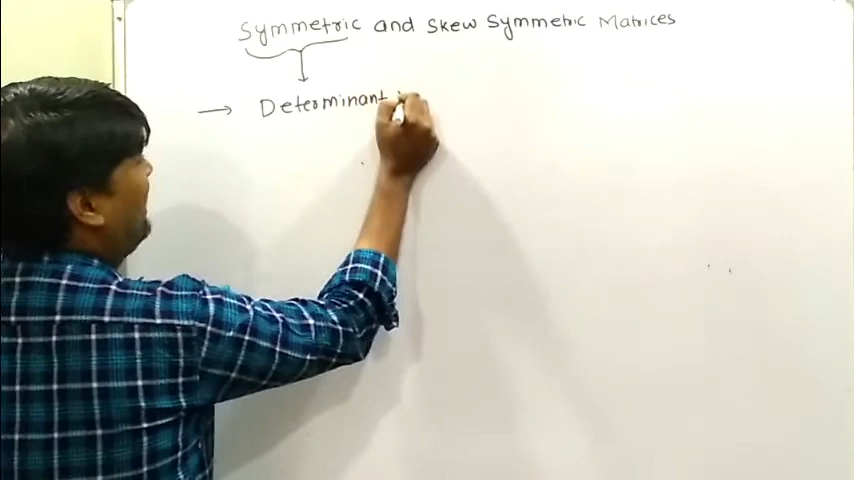 Symmetric and Skew Symmetric Matrices
→ Determinant